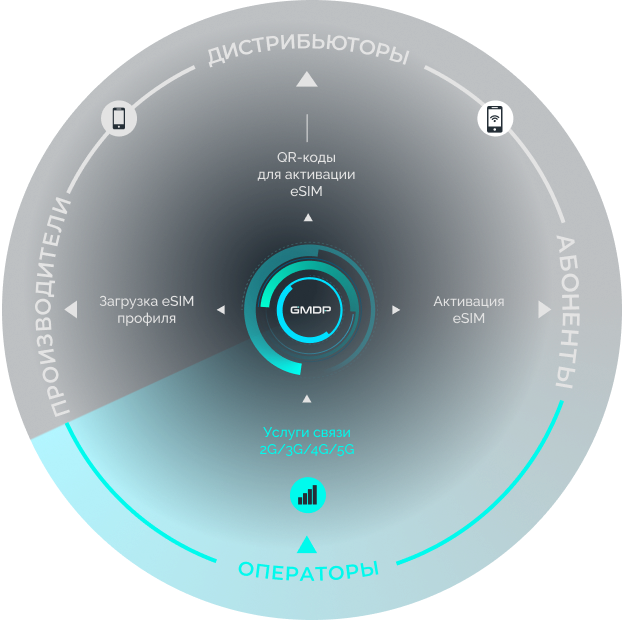 ДИСТРИБЬЮТОРЫ
QR-коды
для активации
eSIM
ПРОИЗВОДИТЕЛИ
Загрузка eSIM
профиля
GMDP
Активация
eSIM
АБОНЕНТЫ
Услуги связи
2G/3G/4G/5G
ОПЕРАТОРЫ